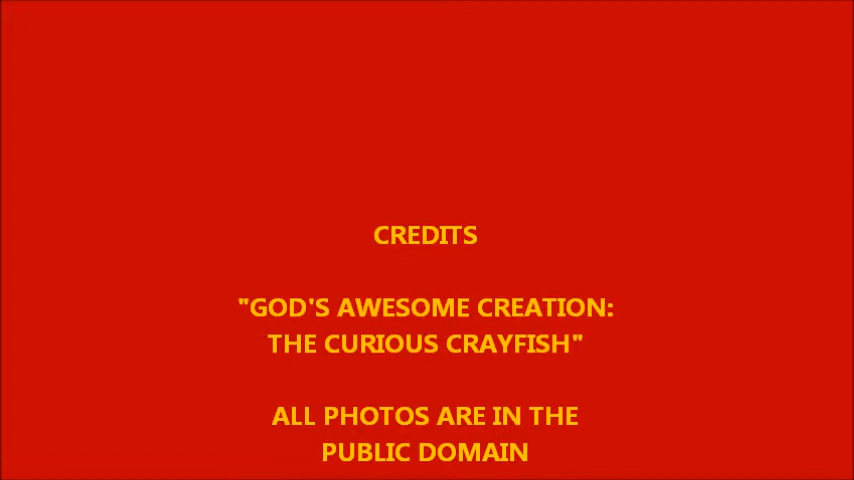 CREDITS
"GOD'S AWESOME CREATION:
THE CURIOUS CRAYFISH"
ALL PHOTOS ARE IN THE
PUBLIC DOMAIN